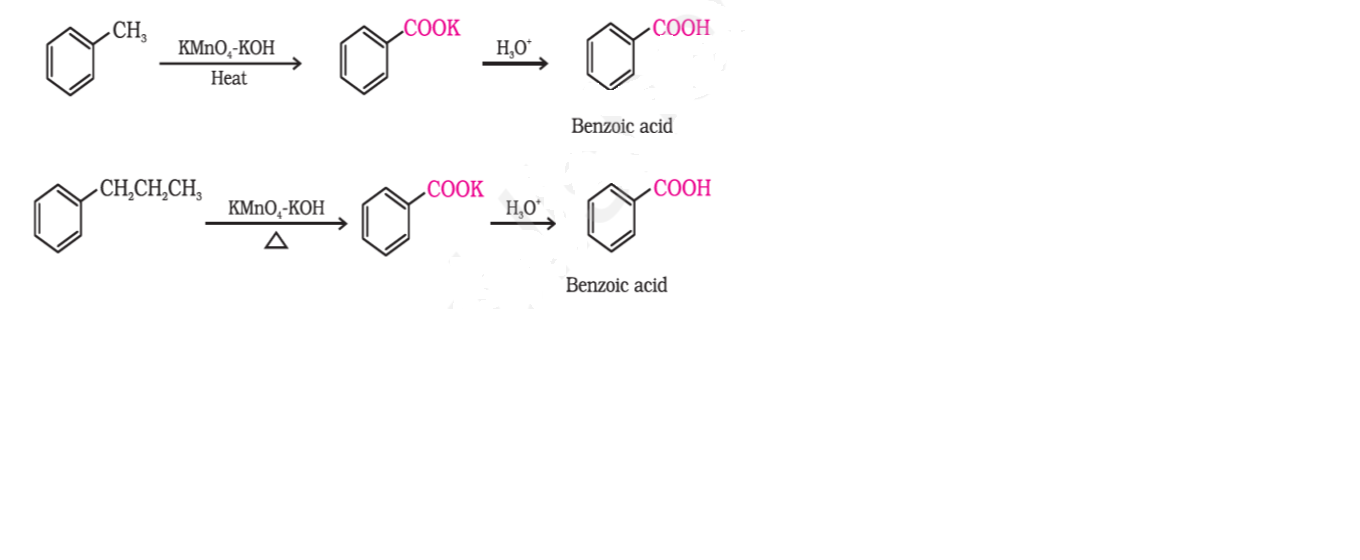 CH₃
KMnO₄-KOH
Heat
COOK
H₃O⁺
COOH
Benzoic acid
CH₂CH₂CH₃
KMnO₄-KOH
△
COOK
H₃O⁺
COOH
Benzoic acid